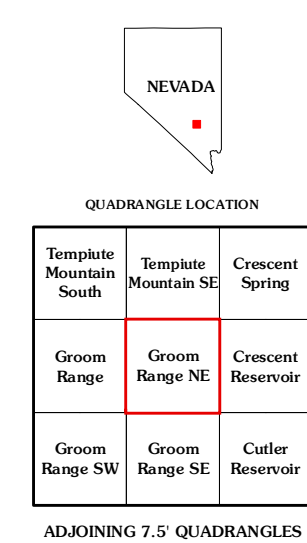 NEVADA
QUADRANGLE LOCATION
Tempiute
Mountain
South
Tempiute
Mountain SE
Crescent
Spring
Groom
Range
Groom
Range NE
Crescent
Reservoir
Groom
Range SW
Groom
Range SE
Cutler
Reservoir
ADJOINING 7.5' QUADRANGLES